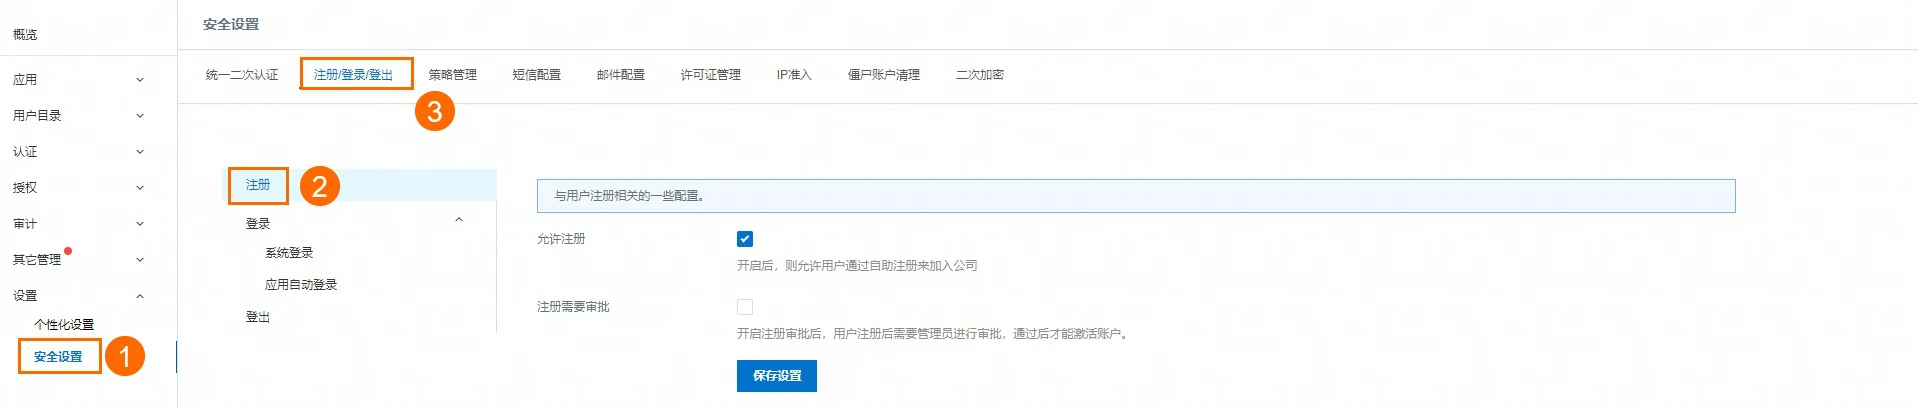 概览
应用
用户目录
认证
授权
审计
其它管理
设置
个性化设置
安全设置
1
安全设置
统一二次认证 注册/登录/登出 策略管理 短信配置 邮件配置 许可证管理 IP准入 僵尸账户清理 二次加密
3
注册
2
登录
系统登录
应用自动登录
登出
与用户注册相关的一些配置。
允许注册
开启后，则允许用户通过自助注册来加入公司
注册需要审批
开启注册审批后，用户注册后需要管理员进行审批，通过后才能激活账户。
保存设置